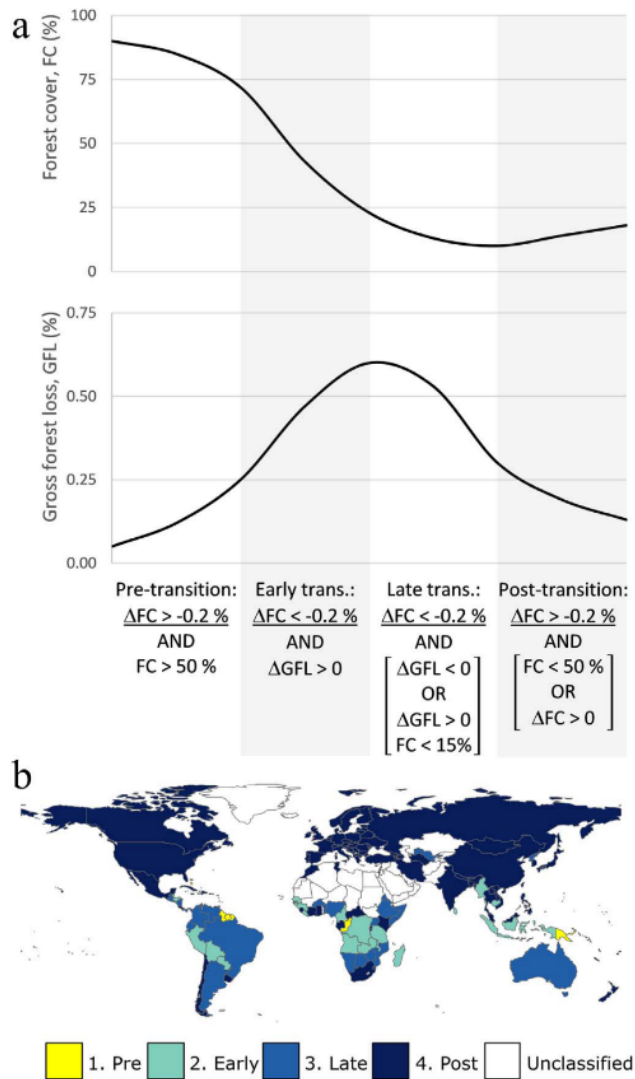 a
Forest cover, FC (%)
100
75
50
25
0
Gross forest loss, GFL (%)
0.75
0.50
0.25
0.00
Pre-transition:
ΔFC > -0.2 %
AND
FC > 50 %
Early trans.:
ΔFC < -0.2 %
AND
ΔGFL > 0
Late trans.:
ΔFC < -0.2 %
AND
ΔGFL < 0
OR
ΔGFL > 0
FC < 15%
Post-transition:
ΔFC > -0.2 %
AND
FC < 50 %
OR
ΔFC > 0
b
1. Pre
2. Early
3. Late
4. Post
Unclassified